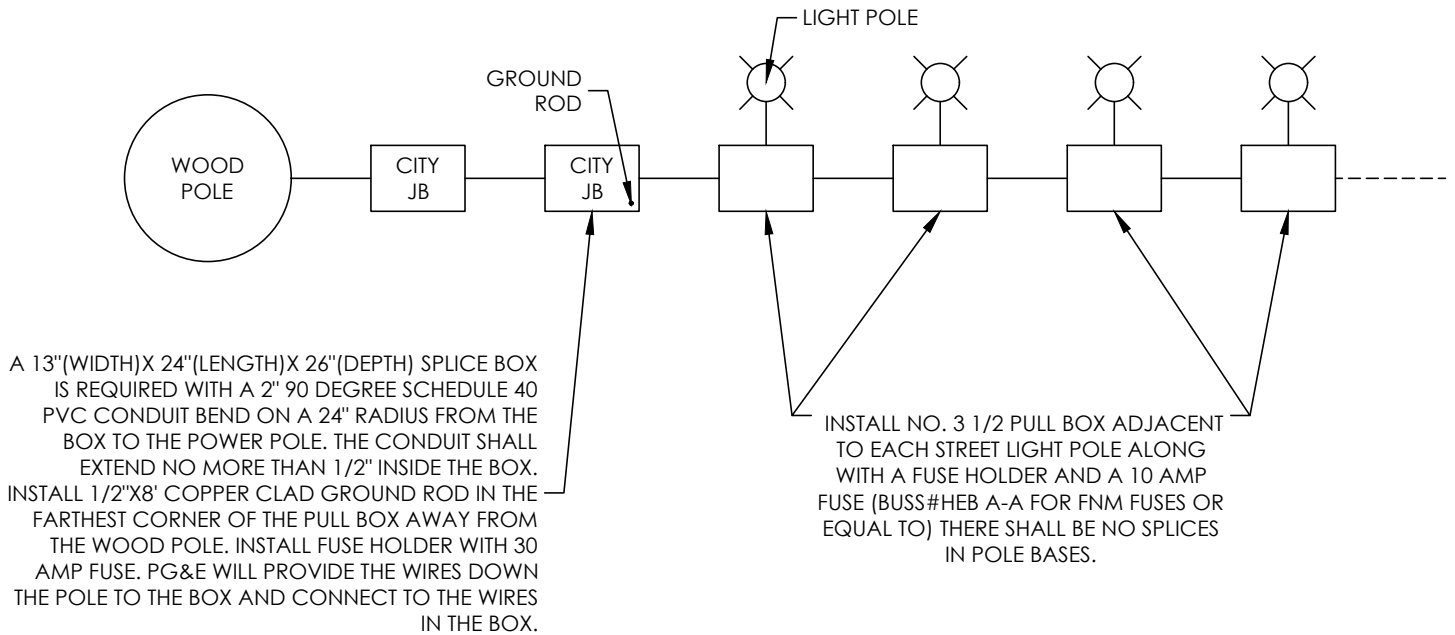 LIGHT POLE
GROUND
ROD
WOOD
POLE
CITY
JB
CITY
JB
A 13"(WIDTH)X 24"(LENGTH)X 26"(DEPTH) SPLICE BOX
IS REQUIRED WITH A 2" 90 DEGREE SCHEDULE 40
PVC CONDUIT BEND ON A 24" RADIUS FROM THE
BOX TO THE POWER POLE. THE CONDUIT SHALL
EXTEND NO MORE THAN 1/2" INSIDE THE BOX.
INSTALL 1/2"X8' COPPER CLAD GROUND ROD IN THE
FARTHEST CORNER OF THE PULL BOX AWAY FROM
THE WOOD POLE. INSTALL FUSE HOLDER WITH 30
AMP FUSE. PG&E WILL PROVIDE THE WIRES DOWN
THE POLE TO THE BOX AND CONNECT TO THE WIRES
IN THE BOX.
INSTALL NO. 3 1/2 PULL BOX ADJACENT
TO EACH STREET LIGHT POLE ALONG
WITH A FUSE HOLDER AND A 10 AMP
FUSE (BUSS#HEB A-A FOR FNM FUSES OR
EQUAL TO) THERE SHALL BE NO SPLICES
IN POLE BASES.